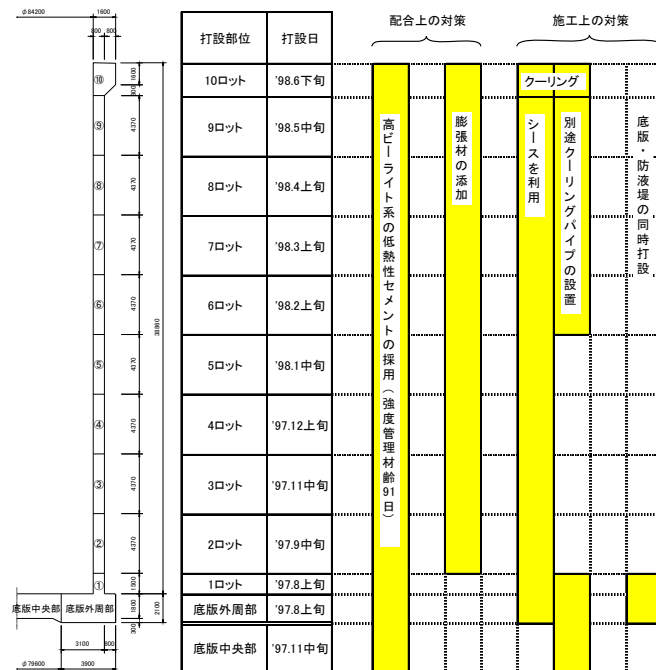 φ84200
1600
800
800
打設部位
打設日
配合上の対策
施工上の対策
⑩
1600
800
10ロット
'98.6下旬
クーリング
⑨
4370
9ロット
'98.5中旬
⑧
4370
8ロット
'98.4上旬
⑦
4370
7ロット
'98.3上旬
⑥
4370
6ロット
'98.2上旬
38860
⑤
4370
5ロット
'98.1中旬
④
4370
4ロット
'97.12上旬
③
4370
3ロット
'97.11中旬
②
4370
2ロット
'97.9中旬
①
1500
1ロット
'97.8上旬
底版中央部
底版外周部
1800
2100
底版外周部
'97.8上旬
300
底版中央部
'97.11中旬
3100
800
φ79600
3900
高ビーライト系の低熱性セメントの採用(強度管理材齢91日)
膨張材の添加
シースを利用
別途クーリングパイプの設置
底版・防液堤の同時打設